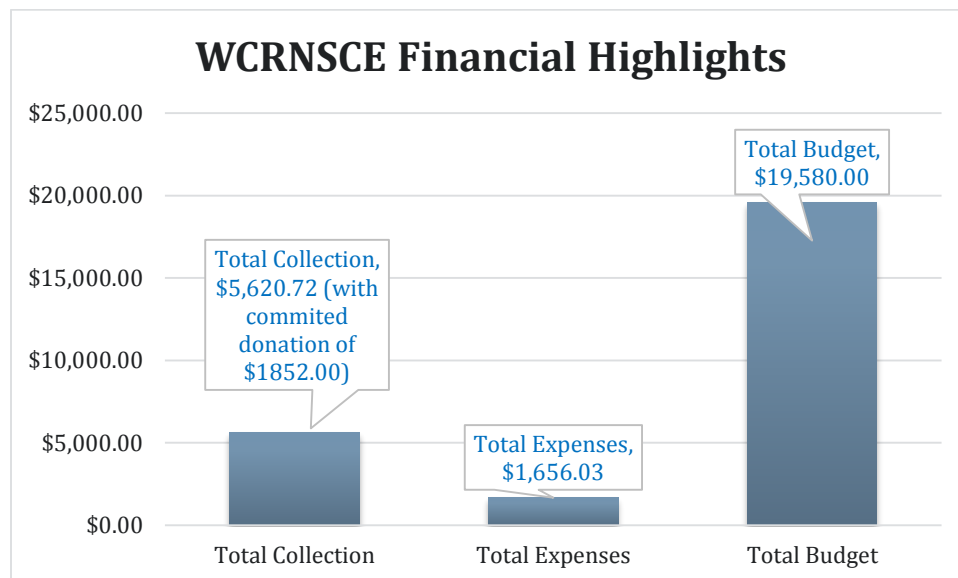 WCRNSCE Financial Highlights
$25,000.00
$20,000.00
$15,000.00
$10,000.00
$5,000.00
$0.00
Total Collection,
$5,620.72 (with
commited
donation of
$1852.00)
Total Expenses,
$1,656.03
Total Budget,
$19,580.00
Total Collection
Total Expenses
Total Budget